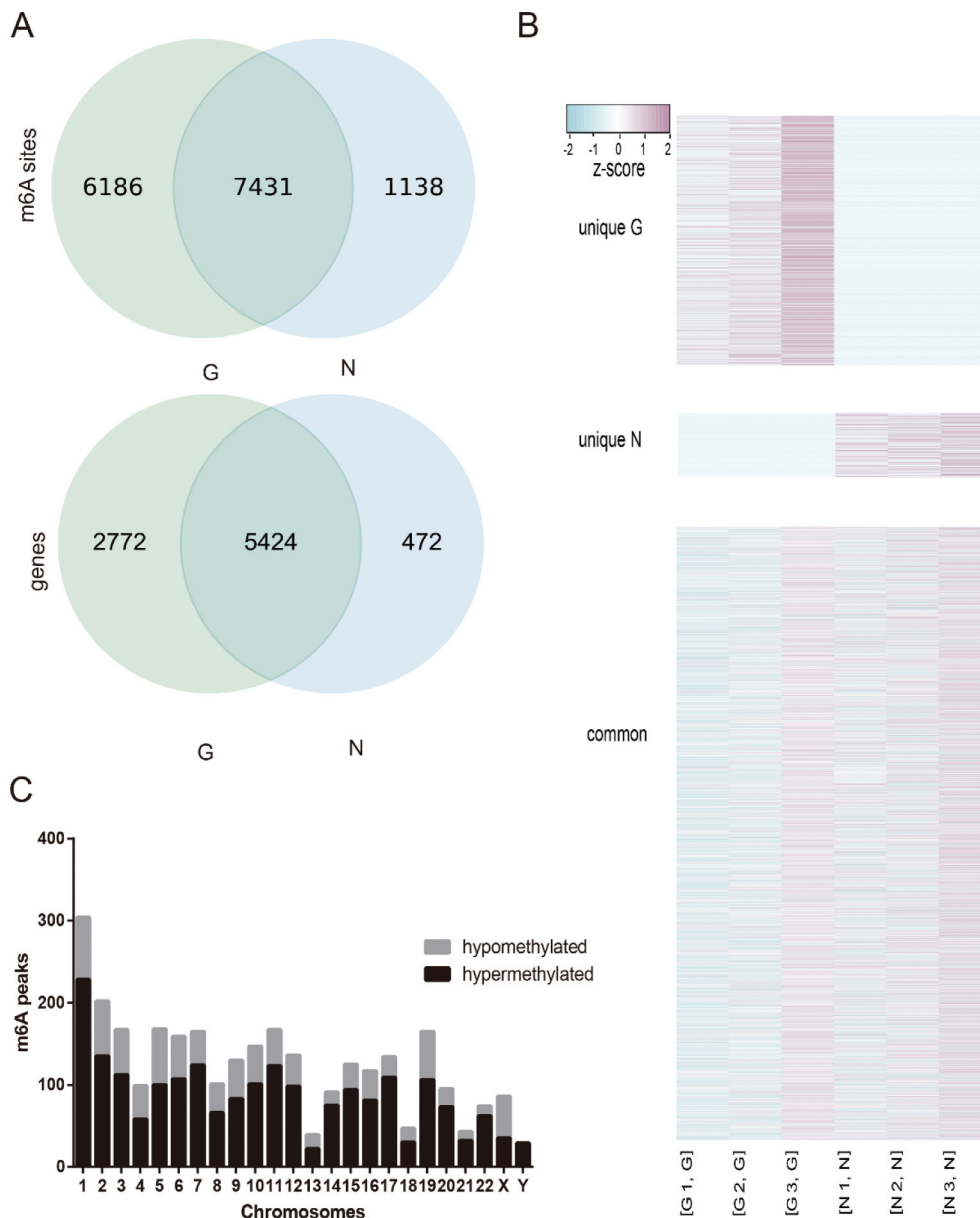 A
m6A sites
6186
7431
1138
G
N
genes
2772
5424
472
G
N
B
-2 -1 0 1 2
z-score
unique G
unique N
common
[G 1, G]
[G 2, G]
[G 3, G]
[N 1, N]
[N 2, N]
[N 3, N]
C
400
300
200
100
0
m6A peaks
hypomethylated
hypermethylated
1 2 3 4 5 6 7 8 9 10 11 12 13 14 15 16 17 18 19 20 21 22 X Y
Chromosomes